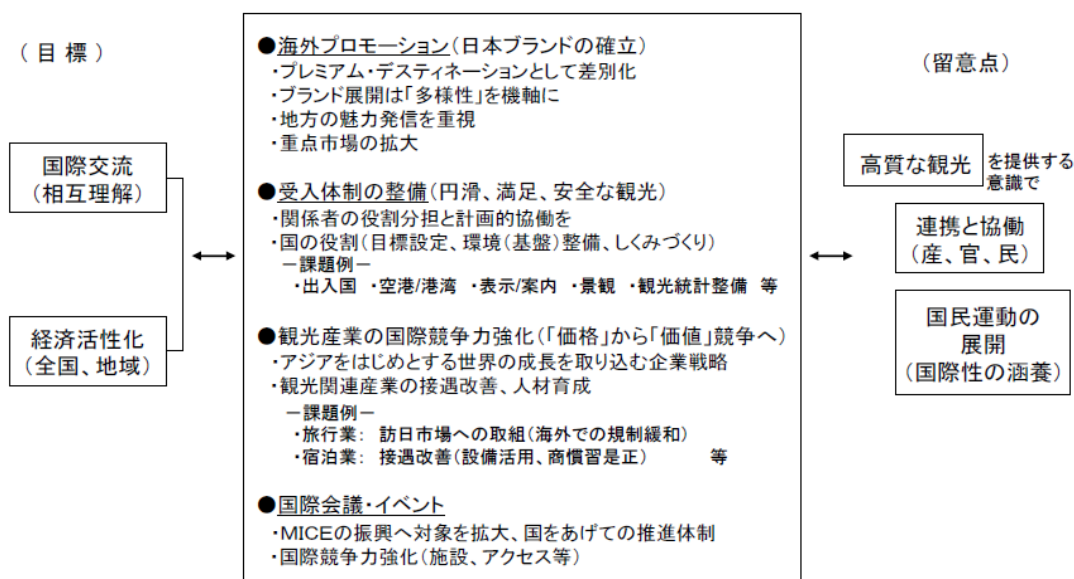 （ 目 標 ）
国際交流
（相互理解）
経済活性化
（全国、地域）
●海外プロモーション（日本ブランドの確立）
・プレミアム・デスティネーションとして差別化
・ブランド展開は「多様性」を機軸に
・地方の魅力発信を重視
・重点市場の拡大
●受入体制の整備（円滑、満足、安全な観光）
・関係者の役割分担と計画的協働を
・国の役割（目標設定、環境（基盤）整備、しくみづくり）
－課題例－
・出入国 ・空港/港湾 ・表示/案内 ・景観 ・観光統計整備 等
●観光産業の国際競争力強化（「価格」から「価値」競争へ）
・アジアをはじめとする世界の成長を取り込む企業戦略
・観光関連産業の接遇改善、人材育成
－課題例－
・旅行業： 訪日市場への取組（海外での規制緩和）
・宿泊業： 接遇改善（設備活用、商慣習是正） 等
●国際会議・イベント
・MICEの振興へ対象を拡大、国をあげての推進体制
・国際競争力強化（施設、アクセス等）
（留意点）
高質な観光 を提供する
意識で
連携と協働
（産、官、民）
国民運動の
展開
（国際性の涵養）